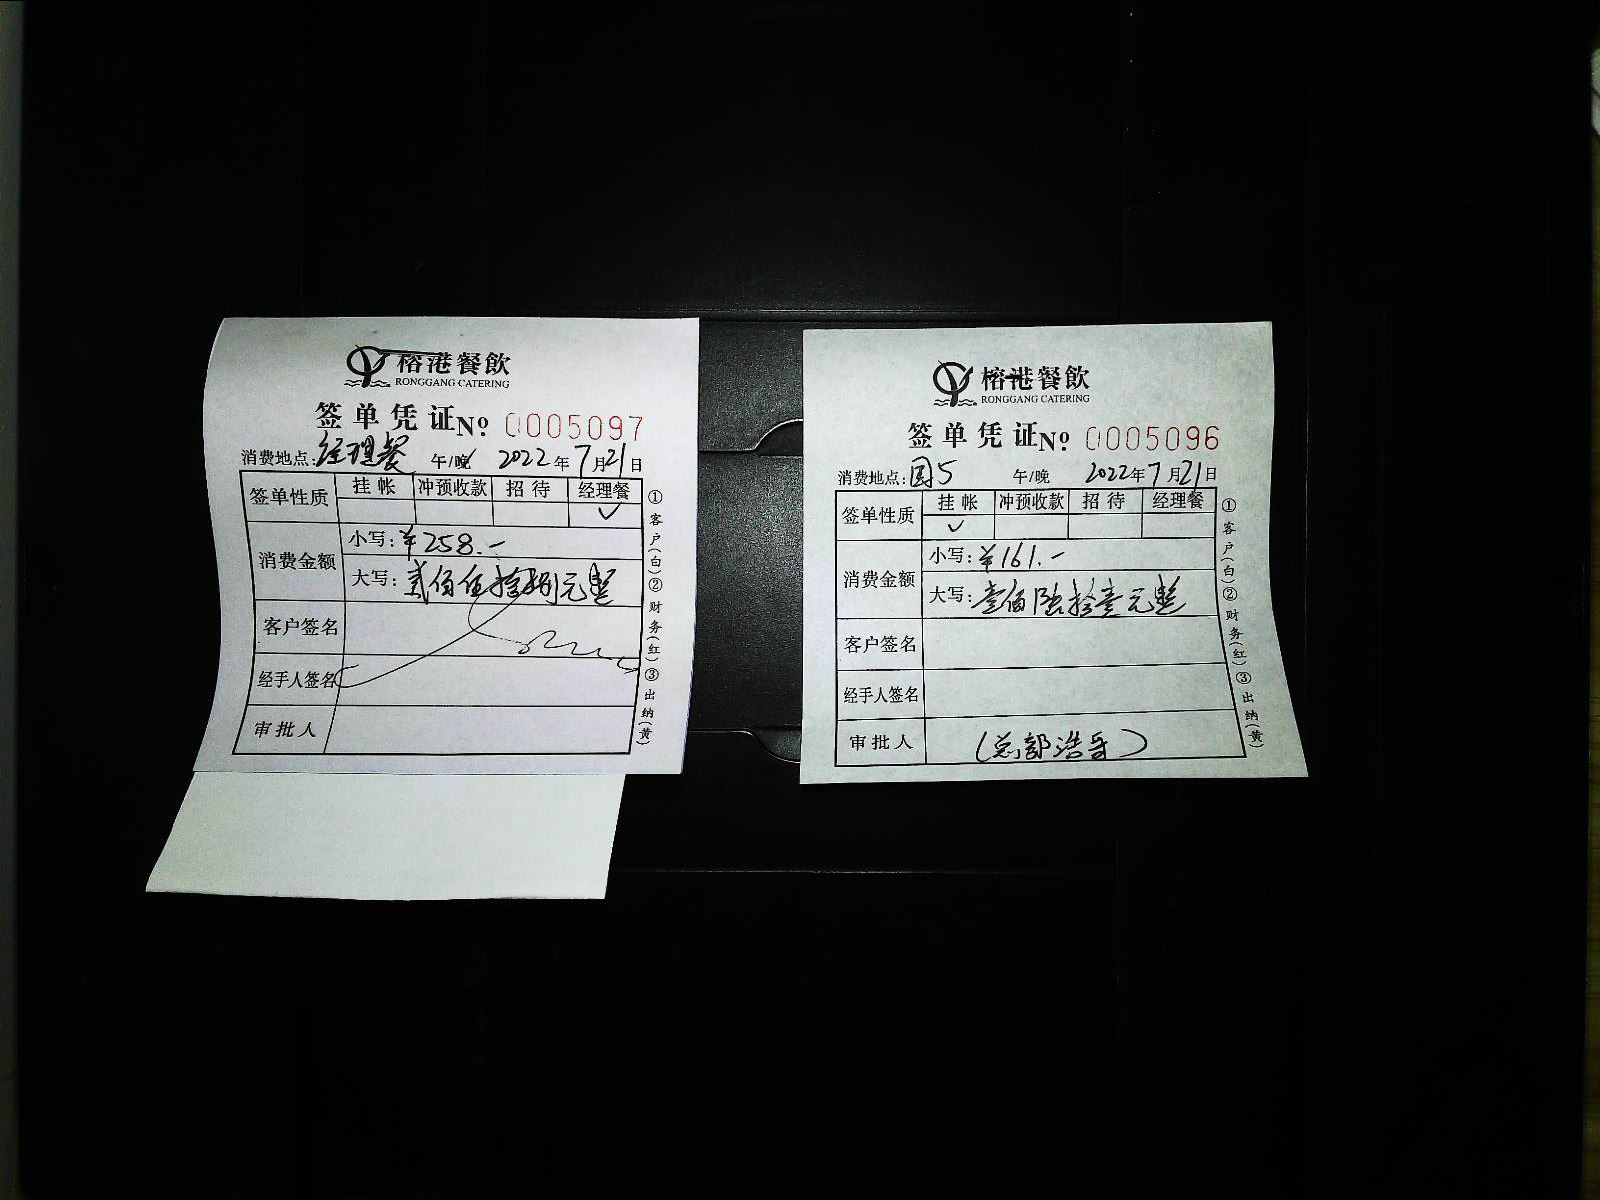 榕港餐飲
RONGGANG CATERING
签单凭证 № 0005097
消费地点:经理餐 午/晚 2022年7月21日
签单性质 挂帐 冲预收款 招待 经理餐
✓
消费金额
小写:¥258.-
大写:贰佰伍拾捌元整
客户签名
经手人签名
审批人
①客户(白)②财务(红)③出纳(黄)
榕港餐飲
RONGGANG CATERING
签单凭证 № 0005096
消费地点:国5 午/晚 2022年7月21日
签单性质 挂帐 冲预收款 招待 经理餐
✓
消费金额
小写:¥161.-
大写:壹佰陆拾壹元整
客户签名
经手人签名
审批人 (总部浩哥)
①客户(白)②财务(红)③出纳(黄)